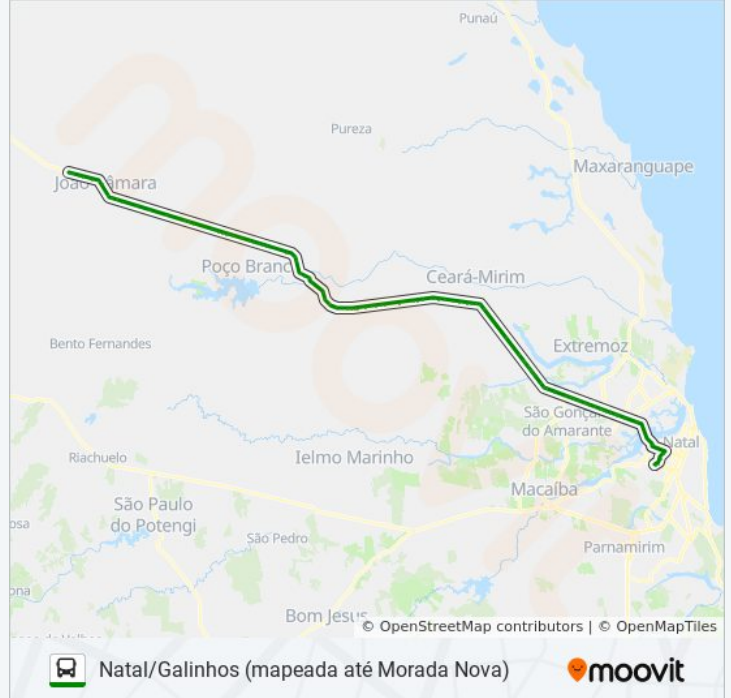 Punaú
Pureza
Maxaranguape
João Câmara
Poço Branco
Ceará-Mirim
Bento Fernandes
Extremoz
São Gonçalo
do Amarante
Natal
Riachuelo
Ielmo Marinho
Macaíba
São Paulo
do Potengi
osa
São Pedro
Parnamirim
ona
Bom Jesus
© OpenStreetMap contributors | © OpenMapTiles
Natal/Galinhos (mapeada até Morada Nova)
moovit